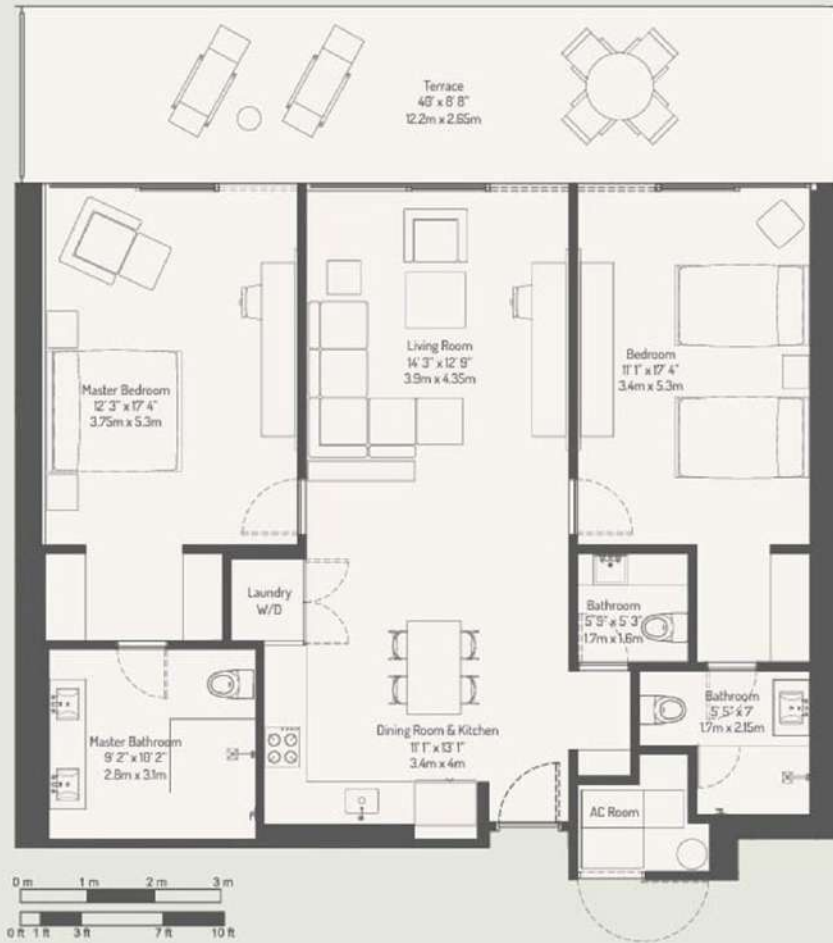 Terrace
40' x 8' 8"
12.2m x 2.65m
Living Room
14' 3" x 12' 9"
3.9m x 4.35m
Bedroom
11' 1" x 17' 4"
3.4m x 5.3m
Master Bedroom
12' 3" x 17' 4"
3.75m x 5.3m
Laundry
W/D
Bathroom
5' 9" x 5' 3"
1.7m x 1.6m
Bathroom
5' 5" x 7'
1.7m x 2.15m
Dining Room & Kitchen
11' 1" x 13' 1"
3.4m x 4m
Master Bathroom
9' 2" x 10' 2"
2.8m x 3.1m
AC Room
0 m 1 m 2 m 3 m
0 ft 1 ft 3 ft 7 ft 10 ft